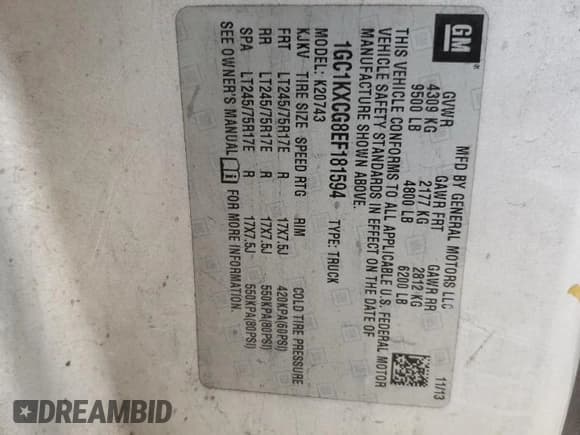 GM
MFD BY GENERAL MOTORS LLC
GVWR GAWR FRT GAWR RR
4309 KG 2177 KG 2812 KG
9500 LB 4800 LB 6200 LB
THIS VEHICLE CONFORMS TO ALL APPLICABLE U.S. FEDERAL MOTOR
VEHICLE SAFETY STANDARDS IN EFFECT ON THE DATE OF
MANUFACTURE SHOWN ABOVE.
11/13
1GC1KXCG8EF181594 TYPE: TRUCK
MODEL: K20743
KJKV TIRE SIZE SPEED RTG RIM COLD TIRE PRESSURE
FRT LT245/75R17E R 17X7.5J 420KPA(60PSI)
RR LT245/75R17E R 17X7.5J 550KPA(80PSI)
SPA LT245/75R17E R 17X7.5J 550KPA(80PSI)
SEE OWNER'S MANUAL i FOR MORE INFORMATION.
DREAMBID